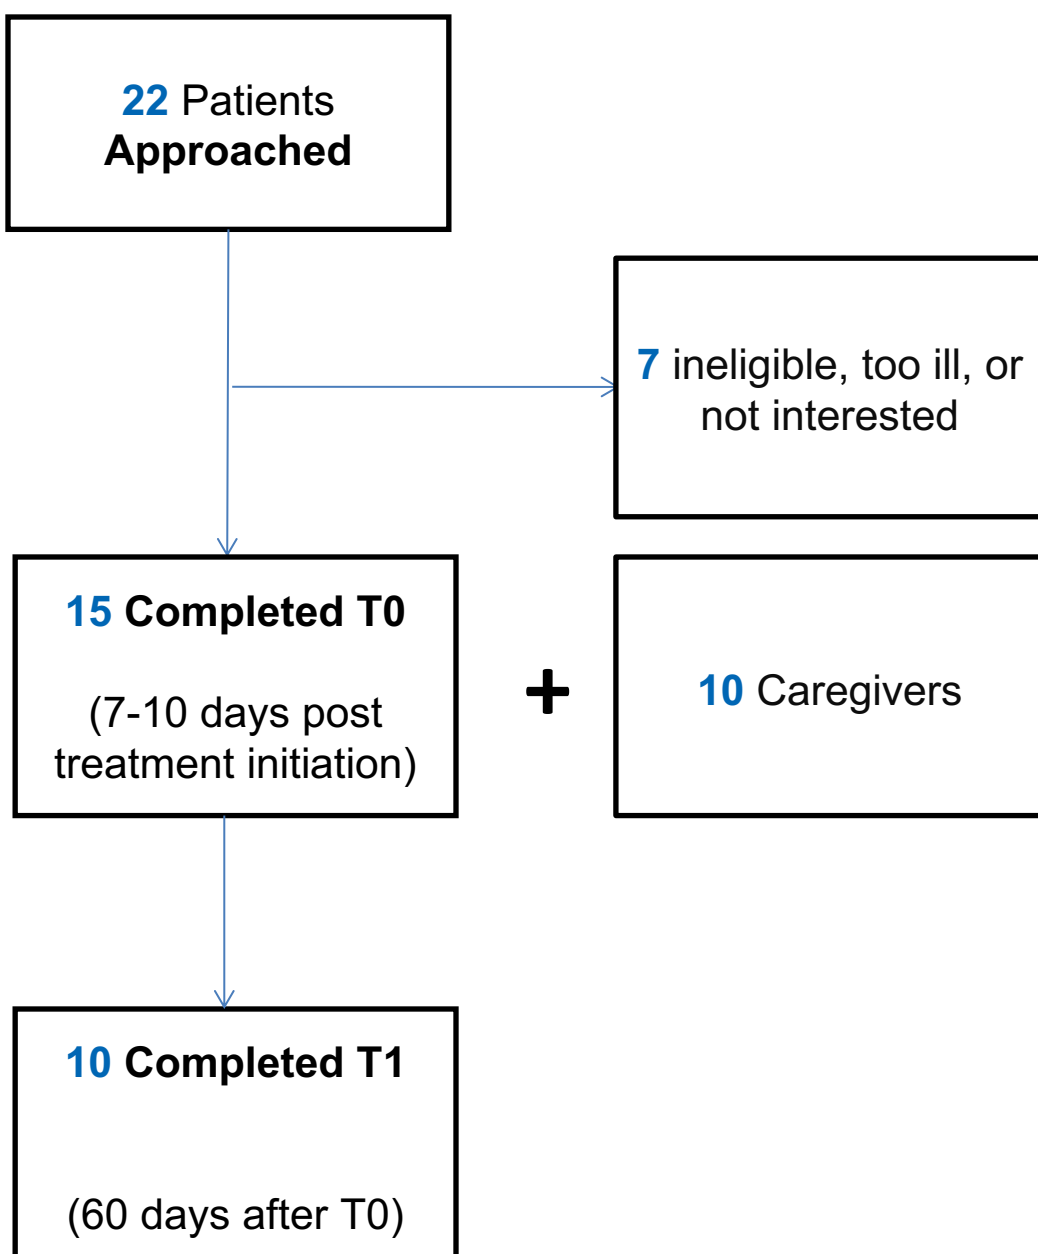 22 Patients
Approached
7 ineligible, too ill, or
not interested
15 Completed T0
(7-10 days post
treatment initiation)
+
10 Caregivers
10 Completed T1
(60 days after T0)